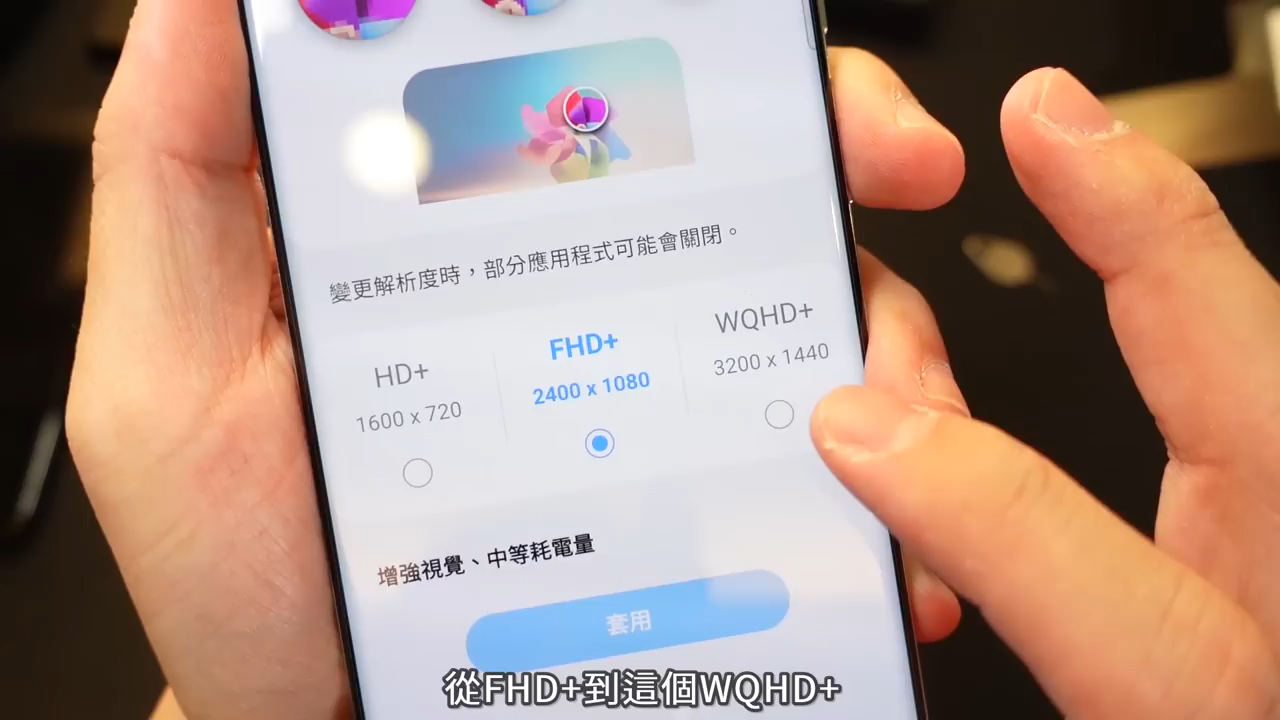 變更解析度時，部分應用程式可能會關閉。
HD+
1600 x 720
FHD+
2400 x 1080
WQHD+
3200 x 1440
增強視覺、中等耗電量
套用
從FHD+到這個WQHD+